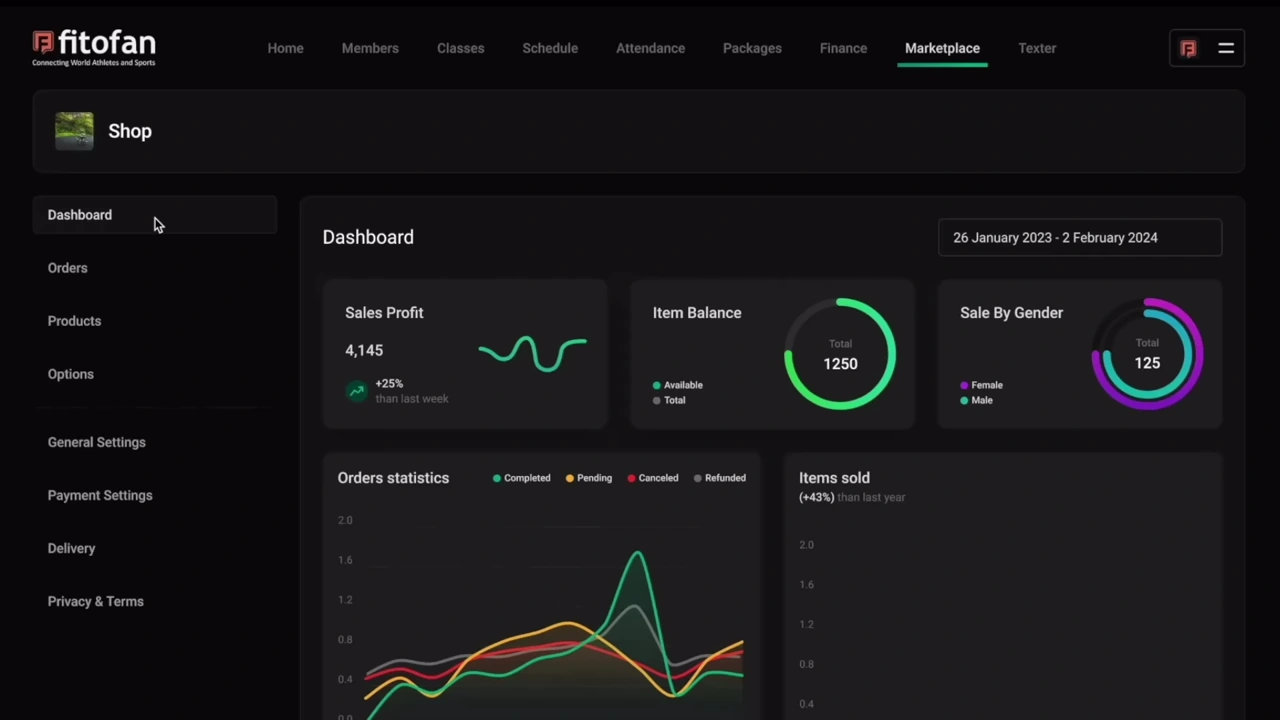 fitofan
Connecting World Athletes and Sports
Home Members Classes Schedule Attendance Packages Finance Marketplace Texter
Shop
Dashboard
Orders
Products
Options
General Settings
Payment Settings
Delivery
Privacy & Terms
Dashboard
26 January 2023 - 2 February 2024
Sales Profit
4,145
+25%
than last week
Item Balance
Total
1250
Available
Total
Sale By Gender
Total
125
Female
Male
Orders statistics
Completed Pending Canceled Refunded
2.0
1.6
1.2
0.8
0.4
0.0
Items sold
(+43%) than last year
2.0
1.6
1.2
0.8
0.4